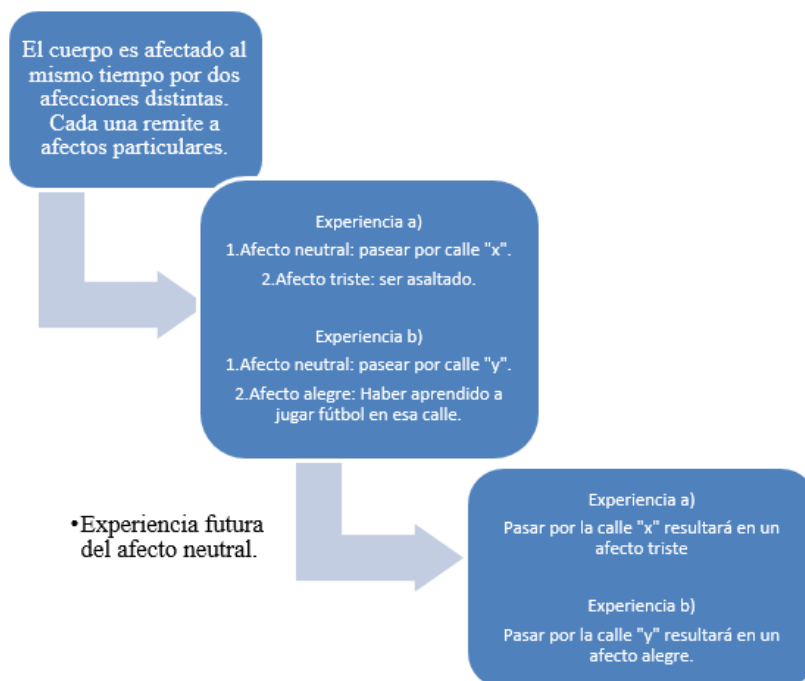 El cuerpo es afectado al
mismo tiempo por dos
afecciones distintas.
Cada una remite a
afectos particulares.
Experiencia a)
1.Afecto neutral: pasear por calle "x".
2.Afecto triste: ser asaltado.
Experiencia b)
1.Afecto neutral: pasear por calle "y".
2.Afecto alegre: Haber aprendido a
jugar fútbol en esa calle.
•Experiencia futura
del afecto neutral.
Experiencia a)
Pasar por la calle "x" resultará en un
afecto triste
Experiencia b)
Pasar por la calle "y" resultará en un
afecto alegre.